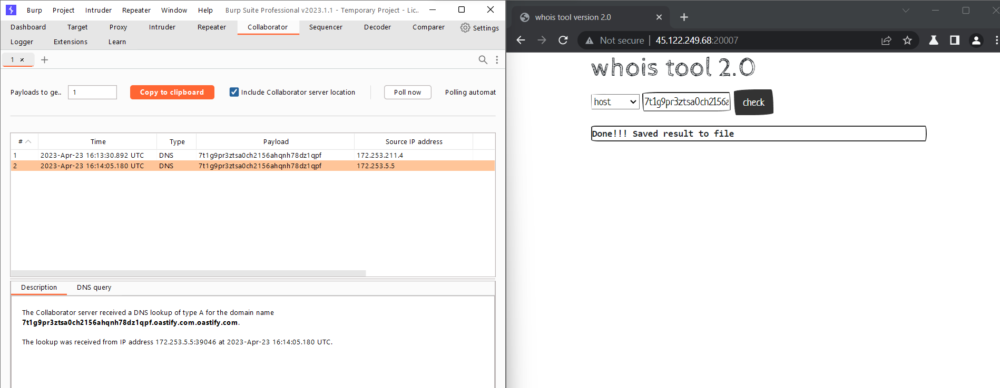 Burp Project Intruder Repeater Window Help Burp Suite Professional v2023.1.1 - Temporary Project - Lic..
Dashboard Target Proxy Intruder Repeater Collaborator Sequencer Decoder Comparer Settings
Logger Extensions Learn
1 ×
Payloads to ge.. 1 Copy to clipboard Include Collaborator server location Poll now Polling automat
# Time Type Payload Source IP address
1 2023-Apr-23 16:13:30.892 UTC DNS 7t1g9pr3ztsa0ch2156ahqnh78dz1qpf 172.253.211.4
2 2023-Apr-23 16:14:05.180 UTC DNS 7t1g9pr3ztsa0ch2156ahqnh78dz1qpf 172.253.5.5
Description DNS query
The Collaborator server received a DNS lookup of type A for the domain name
7t1g9pr3ztsa0ch2156ahqnh78dz1qpf.oastify.com.oastify.com.
The lookup was received from IP address 172.253.5.5:39046 at 2023-Apr-23 16:14:05.180 UTC.
whois tool version 2.0
Not secure | 45.122.249.68:20007
whois tool 2.0
host 7t1g9pr3ztsa0ch2156a check
Done!!! Saved result to file